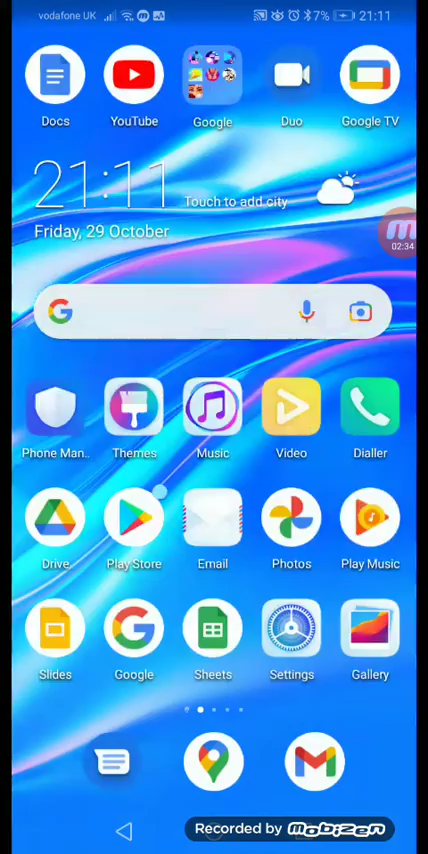 vodafone UK 7% 21:11
Docs YouTube Google Duo Google TV
21:11 Touch to add city
Friday, 29 October
02:34
Phone Man.. Themes Music Video Dialler
Drive Play Store Email Photos Play Music
Slides Google Sheets Settings Gallery
Recorded by mobizen